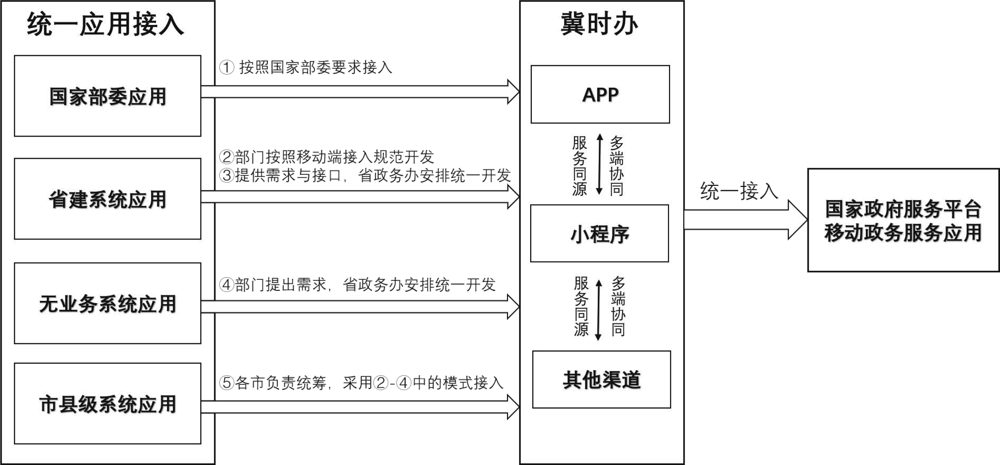 统一应用接入
国家部委应用
省建系统应用
无业务系统应用
市县级系统应用
① 按照国家部委要求接入
②部门按照移动端接入规范开发
③提供需求与接口，省政务办安排统一开发
④部门提出需求，省政务办安排统一开发
⑤各市负责统筹，采用②-④中的模式接入
冀时办
APP
服务同源
多端协同
小程序
服务同源
多端协同
其他渠道
统一接入
国家政府服务平台
移动政务服务应用